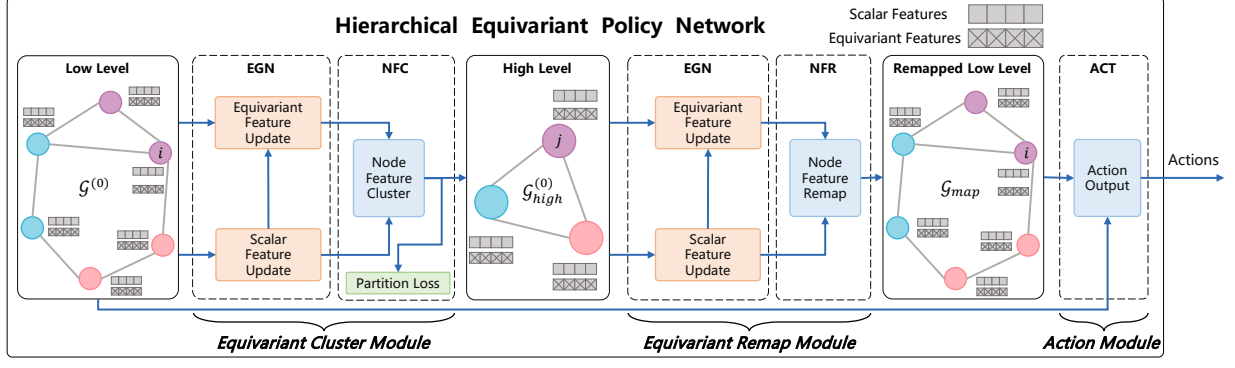 Hierarchical Equivariant Policy Network
Scalar Features
Equivariant Features
Low Level
EGN
NFC
High Level
EGN
NFR
Remapped Low Level
ACT
Equivariant
Feature
Update
Node
Feature
Cluster
Scalar
Feature
Update
Partition Loss
i
𝒢^(0)
j
𝒢_high^(0)
Equivariant
Feature
Update
Node
Feature
Remap
Scalar
Feature
Update
i
𝒢_map
Action
Output
Actions
Equivariant Cluster Module
Equivariant Remap Module
Action Module